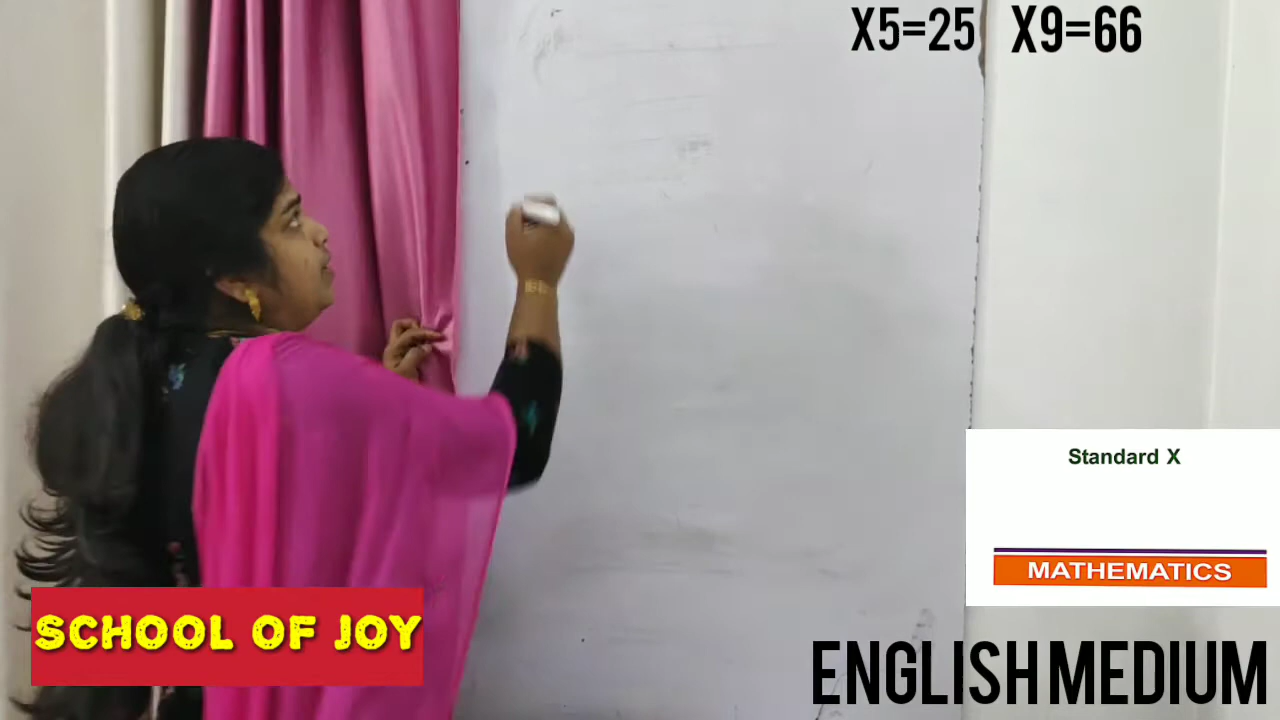 X5=25 X9=66
Standard X
MATHEMATICS
SCHOOL OF JOY
ENGLISH MEDIUM